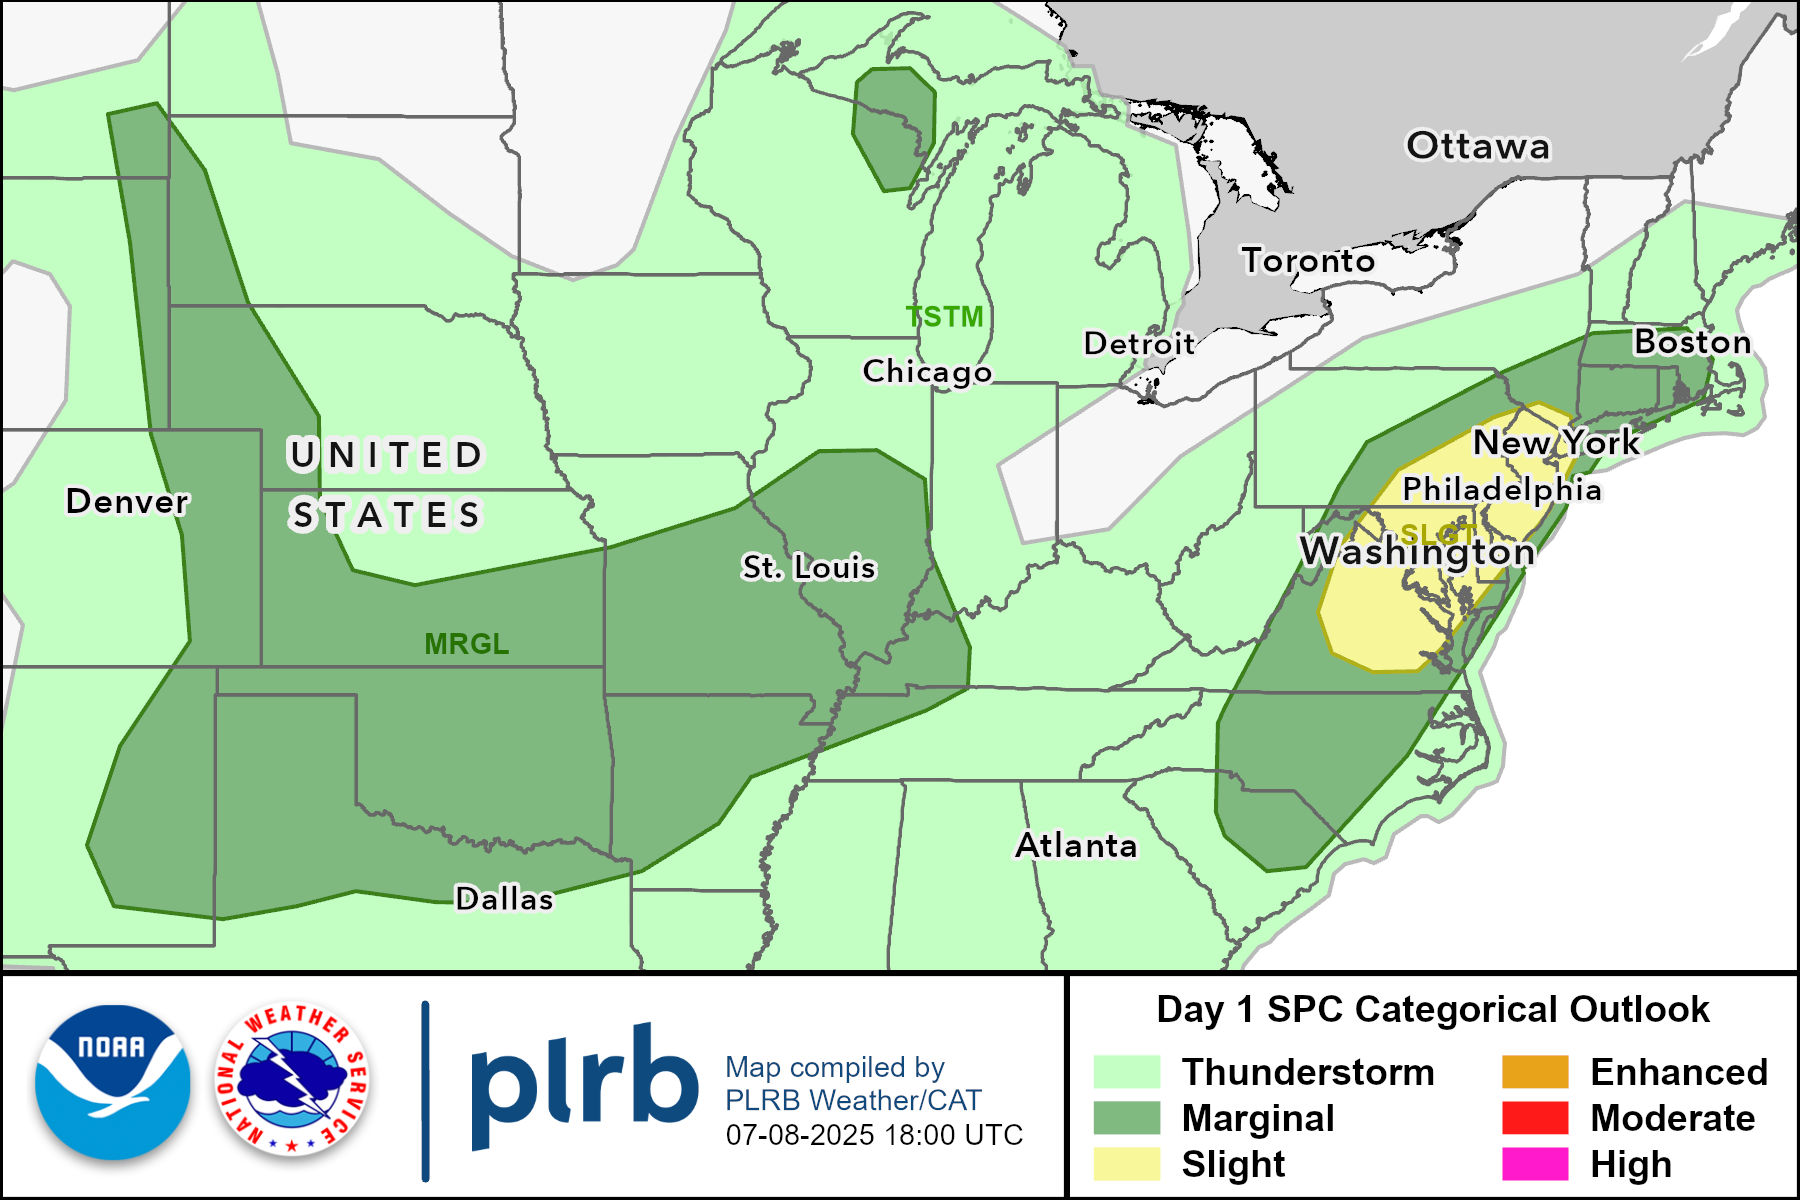 Ottawa
Toronto
TSTM
Detroit
Boston
Chicago
UNITED
STATES
New York
Denver
Philadelphia
SLGT
Washington
St. Louis
MRGL
Atlanta
Dallas
NOAA
NATIONAL WEATHER SERVICE
plrb
Map compiled by
PLRB Weather/CAT
07-08-2025 18:00 UTC
Day 1 SPC Categorical Outlook
Thunderstorm
Marginal
Slight
Enhanced
Moderate
High